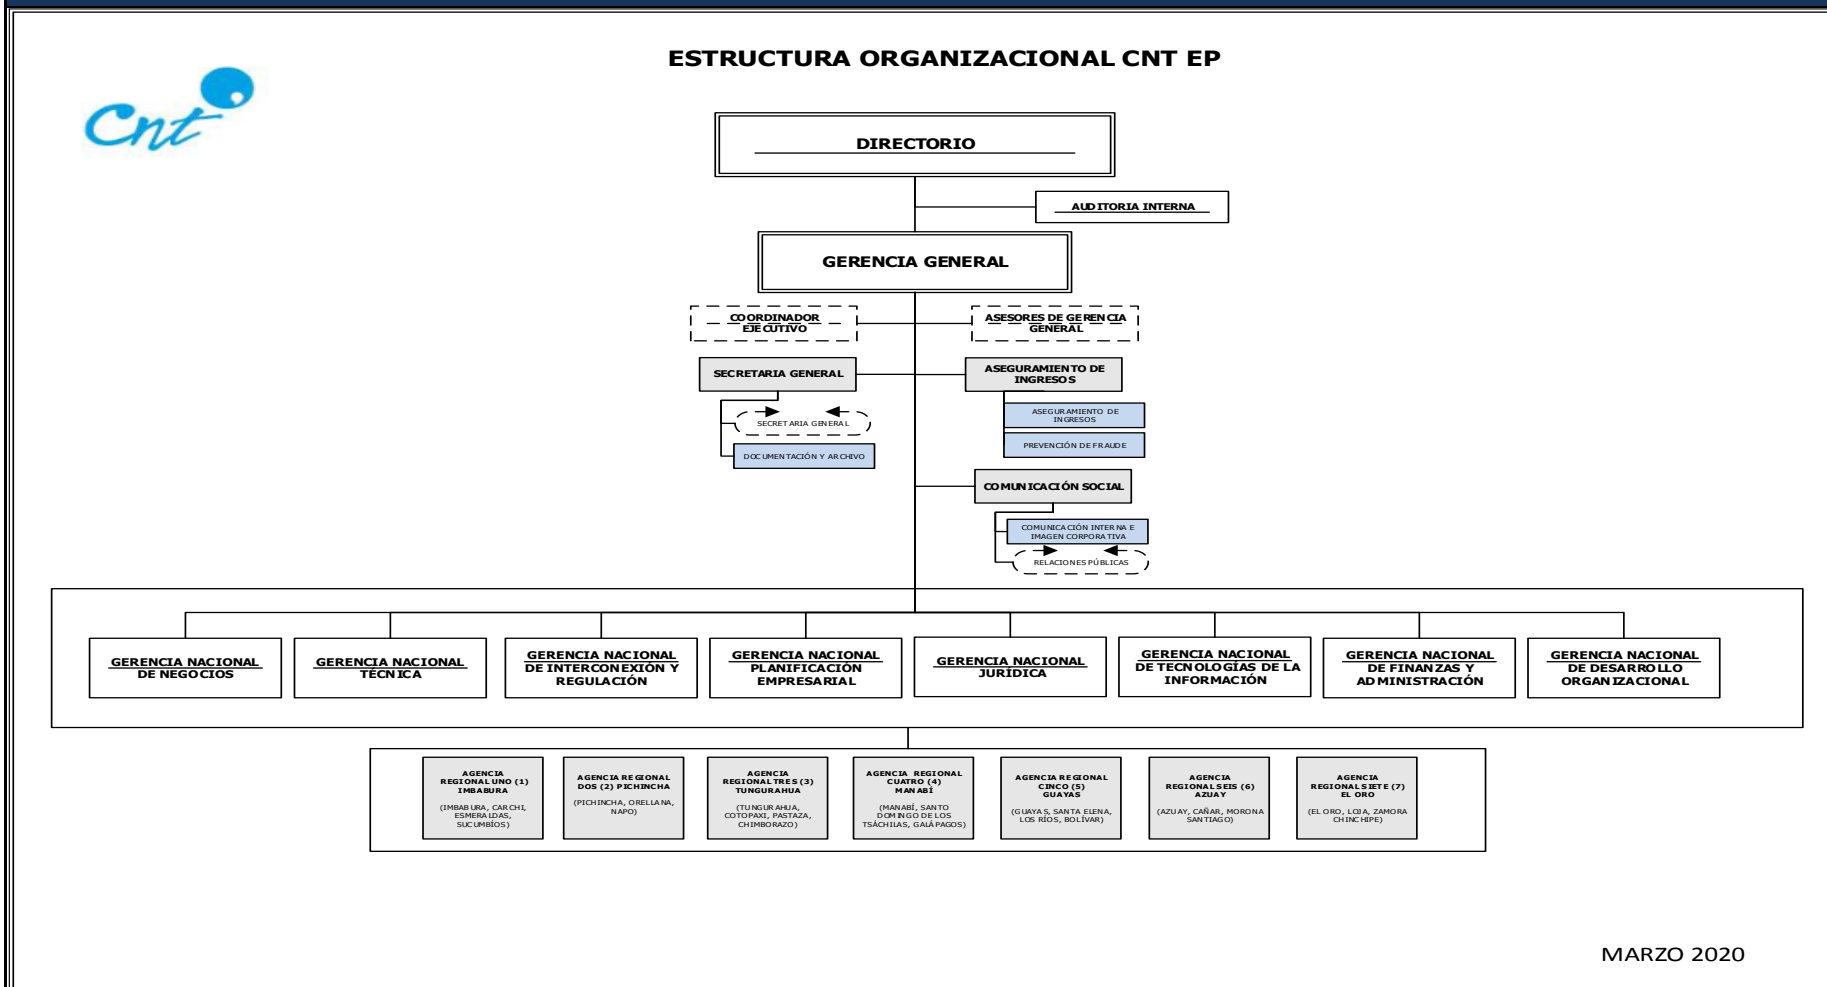 ESTRUCTURA ORGANIZACIONAL CNT EP
Cnt
DIRECTORIO
AUDITORIA INTERNA
GERENCIA GENERAL
COORDINADOR
EJECUTIVO
ASESORES DE GERENCIA
GENERAL
SECRETARIA GENERAL
ASEGURAMIENTO DE
INGRESOS
SECRETARIA GENERAL
DOCUMENTACIÓN Y ARCHIVO
ASEGURAMIENTO DE
INGRESOS
PREVENCIÓN DE FRAUDE
COMUNICACIÓN SOCIAL
COMUNICACIÓN INTERNA E
IMAGEN CORPORATIVA
RELACIONES PÚBLICAS
GERENCIA NACIONAL
DE NEGOCIOS
GERENCIA NACIONAL
TÉCNICA
GERENCIA NACIONAL
DE INTERCONEXIÓN Y
REGULACIÓN
GERENCIA NACIONAL
PLANIFICACIÓN
EMPRESARIAL
GERENCIA NACIONAL
JURÍDICA
GERENCIA NACIONAL
DE TECNOLOGÍAS DE LA
INFORMACIÓN
GERENCIA NACIONAL
DE FINANZAS Y
ADMINISTRACIÓN
GERENCIA NACIONAL
DE DESARROLLO
ORGANIZACIONAL
AGENCIA
REGIONAL UNO (1)
IMBABURA
(IMBABURA, CARCHI,
ESMERALDAS,
SUCUMBÍOS)
AGENCIA REGIONAL
DOS (2) PICHINCHA
(PICHINCHA, ORELLANA,
NAPO)
AGENCIA
REGIONAL TRES (3)
TUNGURAHUA
(TUNGURAHUA,
COTOPAXI, PASTAZA,
CHIMBORAZO)
AGENCIA REGIONAL
CUATRO (4)
MANABÍ
(MANABÍ, SANTO
DOMINGO DE LOS
TSÁCHILAS, GALÁPAGOS)
AGENCIA REGIONAL
CINCO (5)
GUAYAS
(GUAYAS, SANTA ELENA,
LOS RÍOS, BOLÍVAR)
AGENCIA
REGIONAL SEIS (6)
AZUAY
(AZUAY, CAÑAR, MORONA
SANTIAGO)
AGENCIA
REGIONAL SIETE (7)
EL ORO
(EL ORO, LOJA, ZAMORA
CHINCHIPE)
MARZO 2020